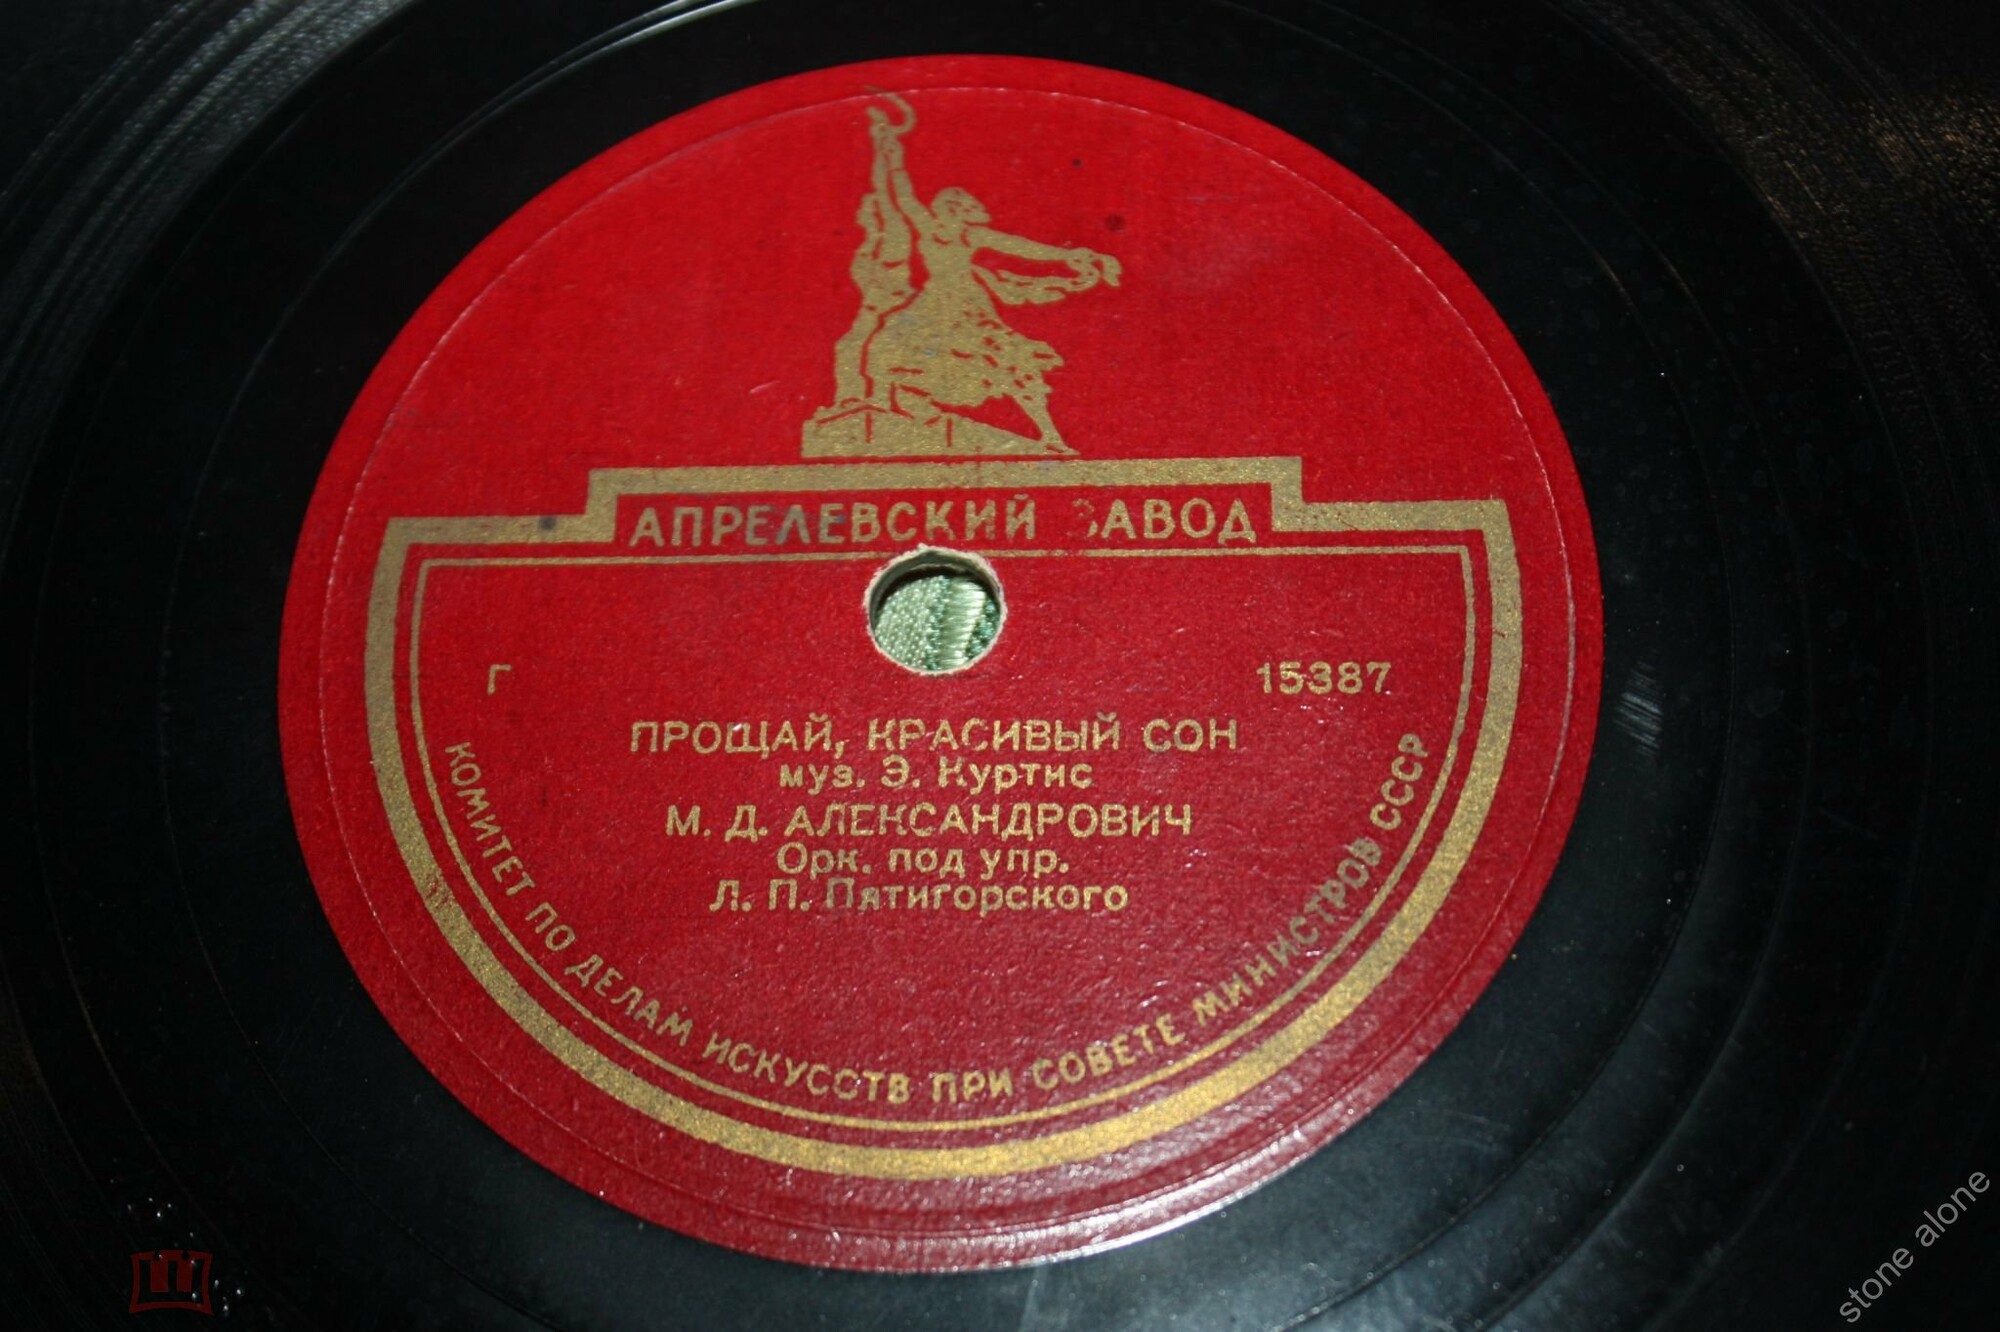 АПРЕЛЕВСКИЙ ЗАВОД
Г 15387
ПРОЩАЙ, КРАСИВЫЙ СОН
муз. Э. Куртис
М. Д. АЛЕКСАНДРОВИЧ
Орк. под упр.
Л. П. Пятигорского
КОМИТЕТ ПО ДЕЛАМ ИСКУССТВ ПРИ СОВЕТЕ МИНИСТРОВ СССР
stone alone